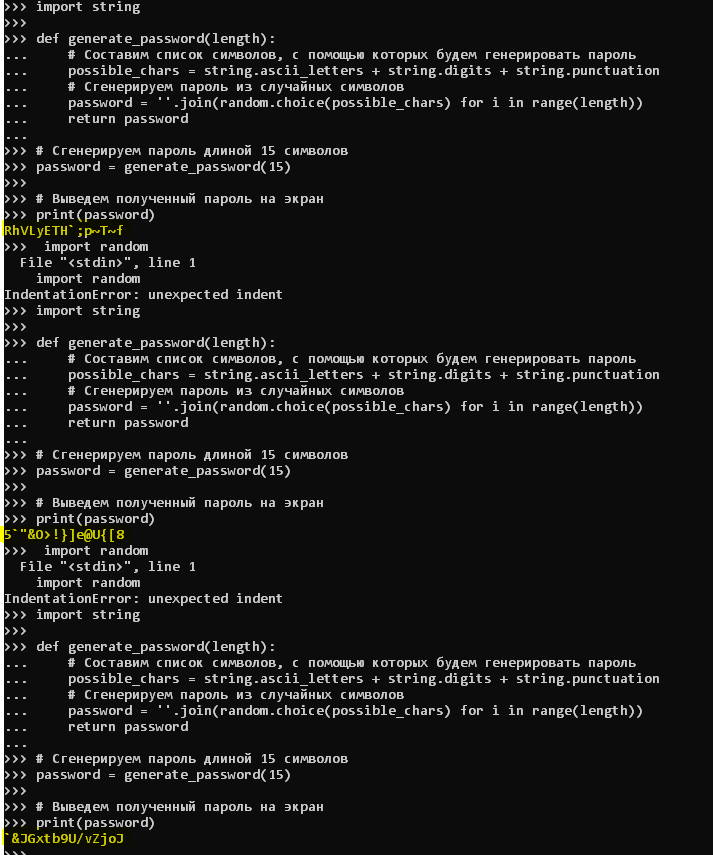 >>> import string
>>>
>>> def generate_password(length):
...     # Составим список символов, с помощью которых будем генерировать пароль
...     possible_chars = string.ascii_letters + string.digits + string.punctuation
...     # Сгенерируем пароль из случайных символов
...     password = ''.join(random.choice(possible_chars) for i in range(length))
...     return password
...
>>> # Сгенерируем пароль длиной 15 символов
>>> password = generate_password(15)
>>>
>>> # Выведем полученный пароль на экран
>>> print(password)
RhVLyETH`;p~T~f
>>>  import random
  File "<stdin>", line 1
    import random
IndentationError: unexpected indent
>>> import string
>>>
>>> def generate_password(length):
...     # Составим список символов, с помощью которых будем генерировать пароль
...     possible_chars = string.ascii_letters + string.digits + string.punctuation
...     # Сгенерируем пароль из случайных символов
...     password = ''.join(random.choice(possible_chars) for i in range(length))
...     return password
...
>>> # Сгенерируем пароль длиной 15 символов
>>> password = generate_password(15)
>>>
>>> # Выведем полученный пароль на экран
>>> print(password)
5`"&O>!}]e@U{[8
>>>  import random
  File "<stdin>", line 1
    import random
IndentationError: unexpected indent
>>> import string
>>>
>>> def generate_password(length):
...     # Составим список символов, с помощью которых будем генерировать пароль
...     possible_chars = string.ascii_letters + string.digits + string.punctuation
...     # Сгенерируем пароль из случайных символов
...     password = ''.join(random.choice(possible_chars) for i in range(length))
...     return password
...
>>> # Сгенерируем пароль длиной 15 символов
>>> password = generate_password(15)
>>>
>>> # Выведем полученный пароль на экран
>>> print(password)
`&JGxtb9U/vZjoJ
>>>